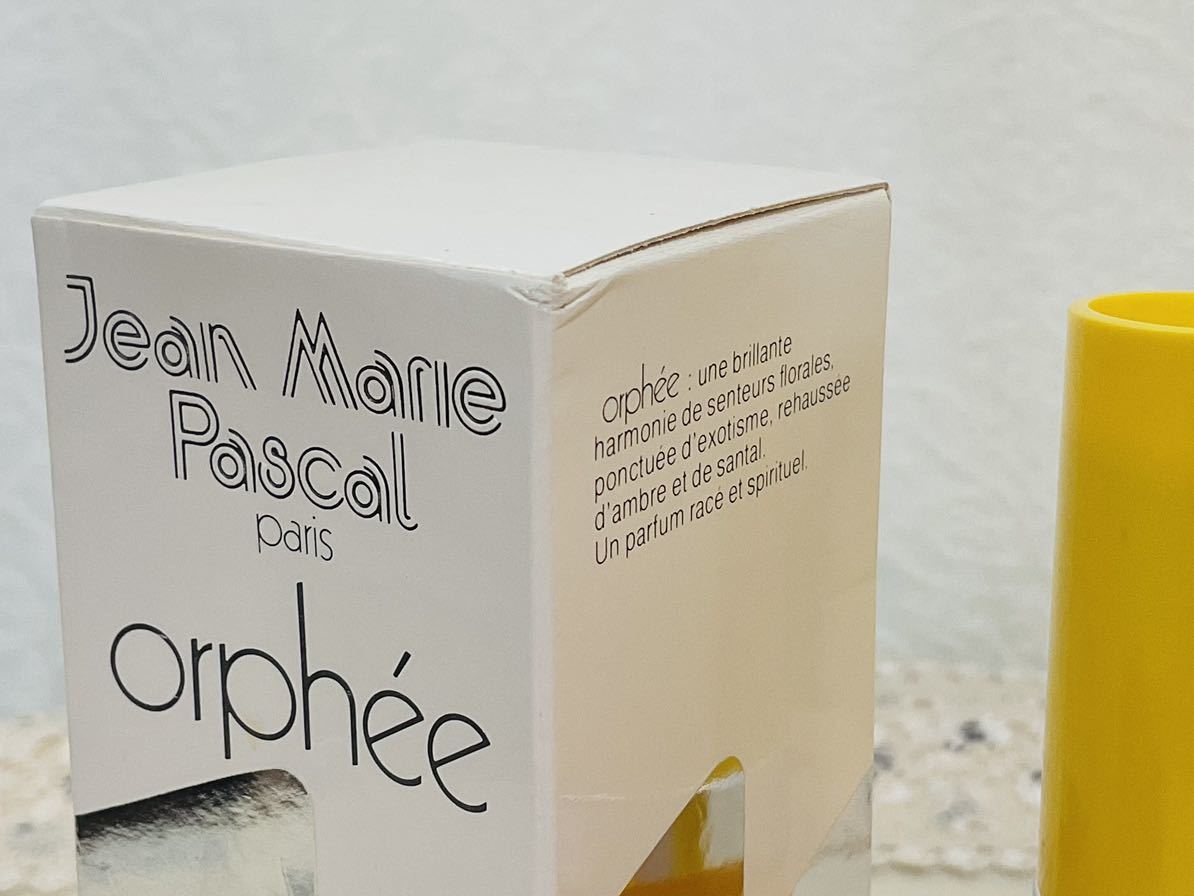 Jean Marie
Pascal
paris
orphée
orphée : une brillante
harmonie de senteurs florales,
ponctuée d'exotisme, rehaussée
d'ambre et de santal.
Un parfum racé et spirituel.